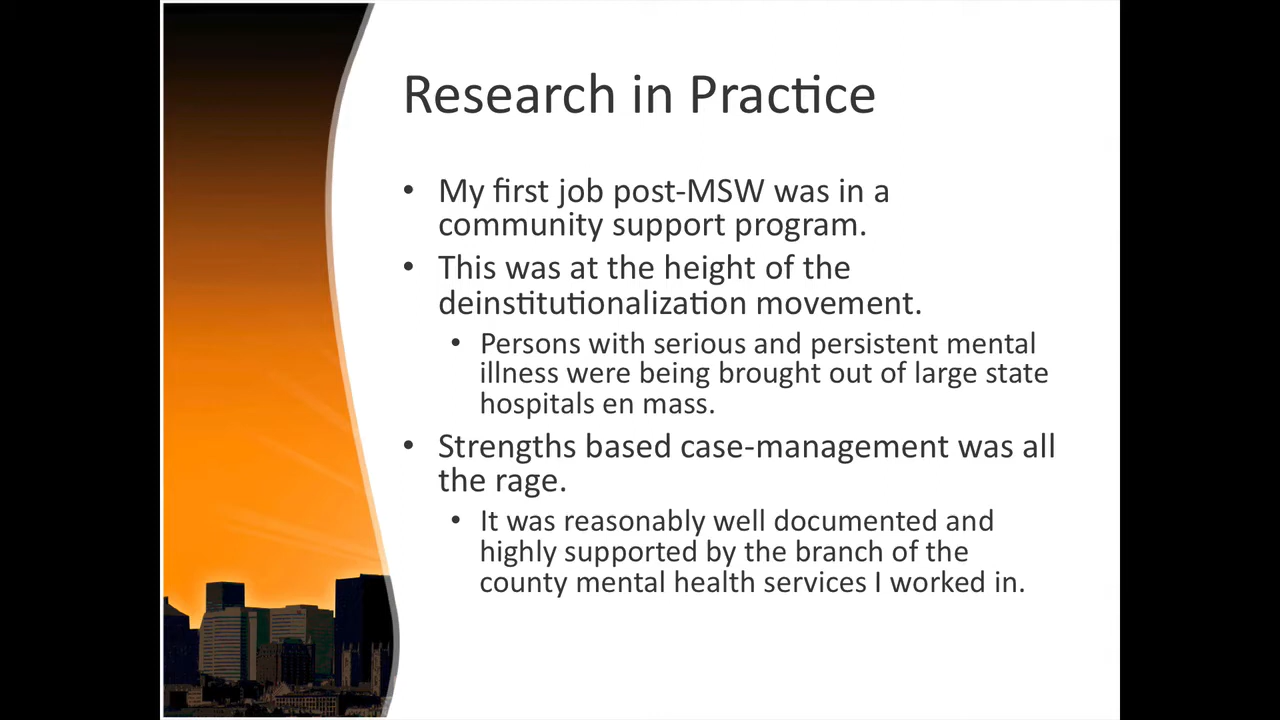 Research in Practice
• My first job post-MSW was in a
community support program.
• This was at the height of the
deinstitutionalization movement.
• Persons with serious and persistent mental
illness were being brought out of large state
hospitals en mass.
• Strengths based case-management was all
the rage.
• It was reasonably well documented and
highly supported by the branch of the
county mental health services I worked in.